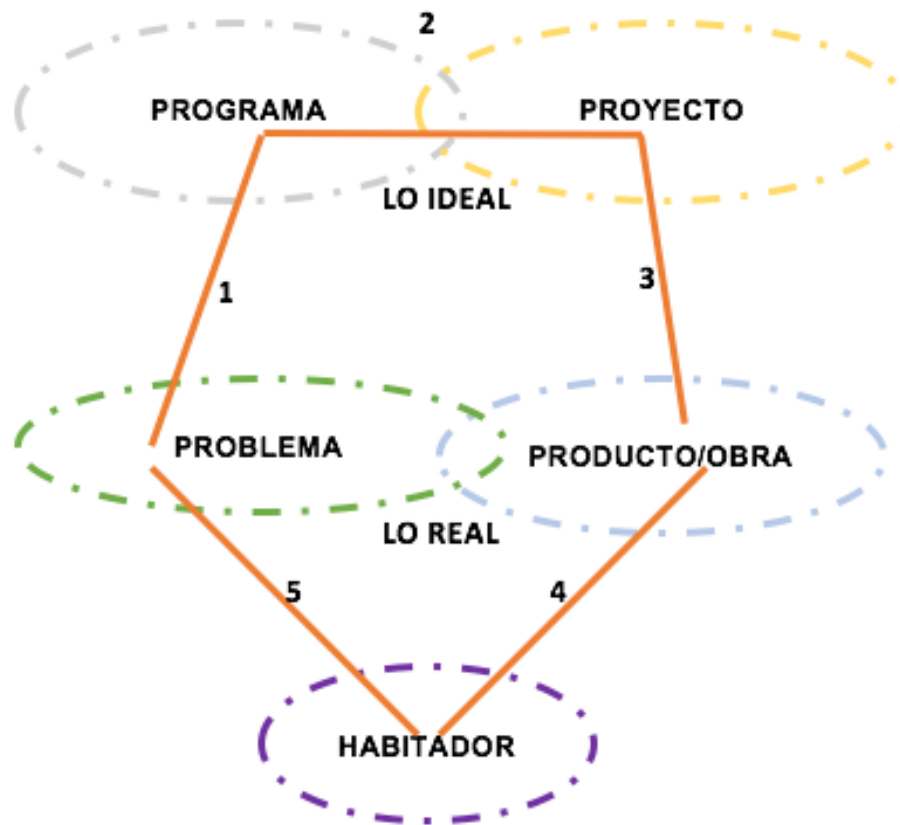 2
PROGRAMA
PROYECTO
LO IDEAL
1
3
PROBLEMA
PRODUCTO/OBRA
LO REAL
5
4
HABITADOR